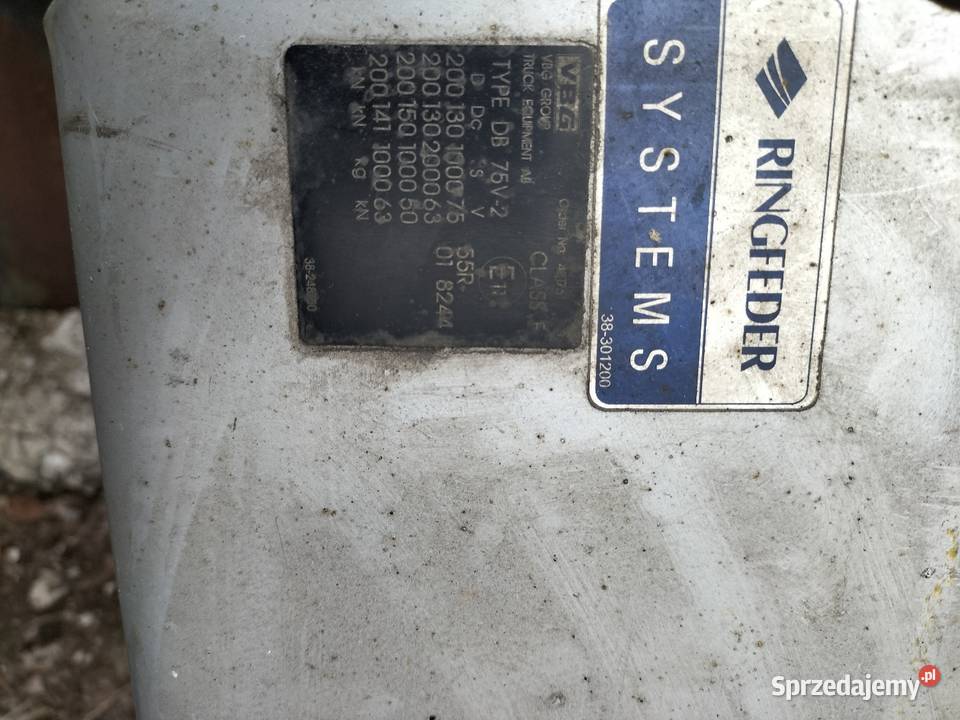 RINGFEDER
SYSTEMS
38-301200
VBG
VBG GROUP
TRUCK EQUIPMENT AB
Order No.
TYPE DB 75V-2 CLASS
D DC S V
200 130 1000 75 55R
200 130 2000 63 01 8244
200 150 1000 50
200 141 1000 63
kN kN kg kN
Sprzedajemy.pl